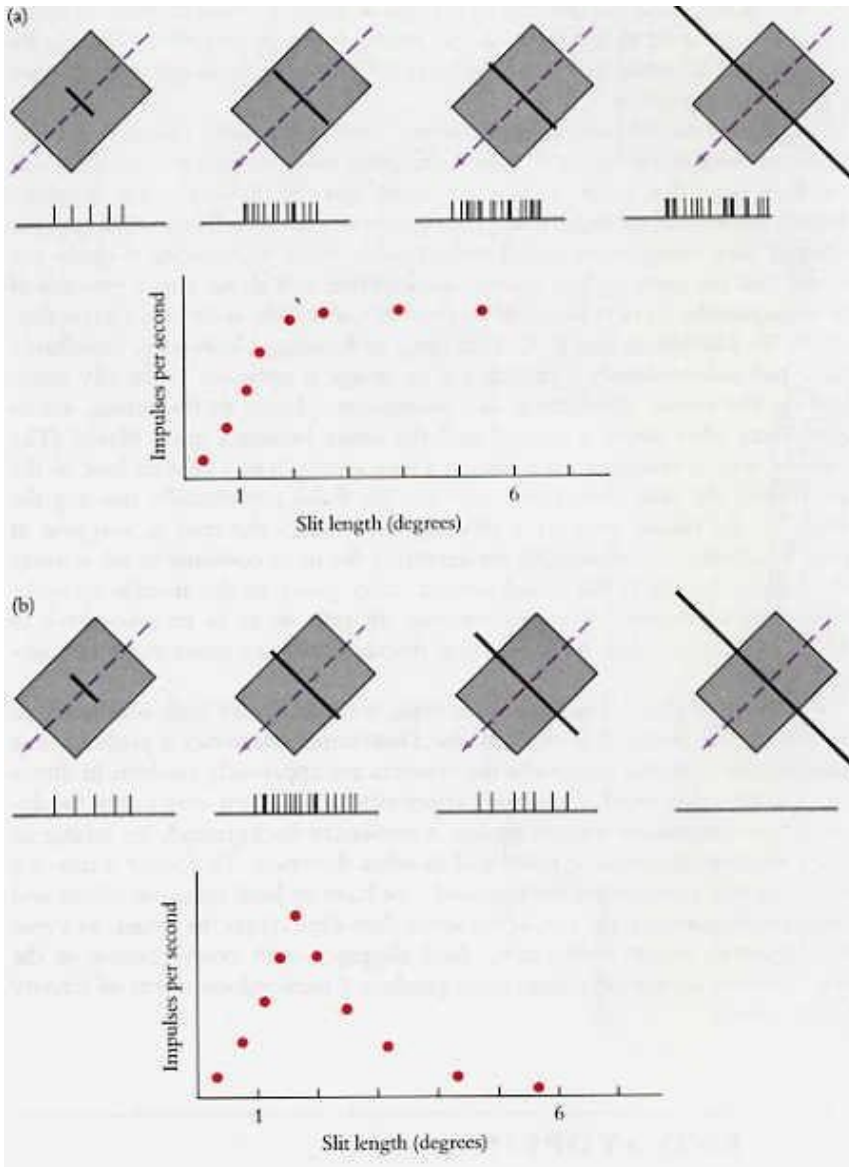 (a)
Impulses per second
1 6
Slit length (degrees)
(b)
Impulses per second
1 6
Slit length (degrees)